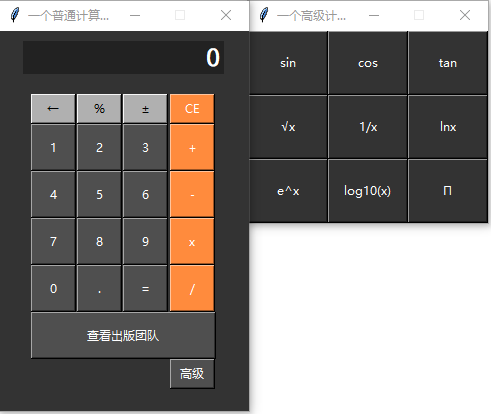 一个普通计算...
0
← % ± CE
1 2 3 +
4 5 6 -
7 8 9 x
0 . = /
查看出版团队
高级
一个高级计...
sin cos tan
√x 1/x lnx
e^x log10(x) Π